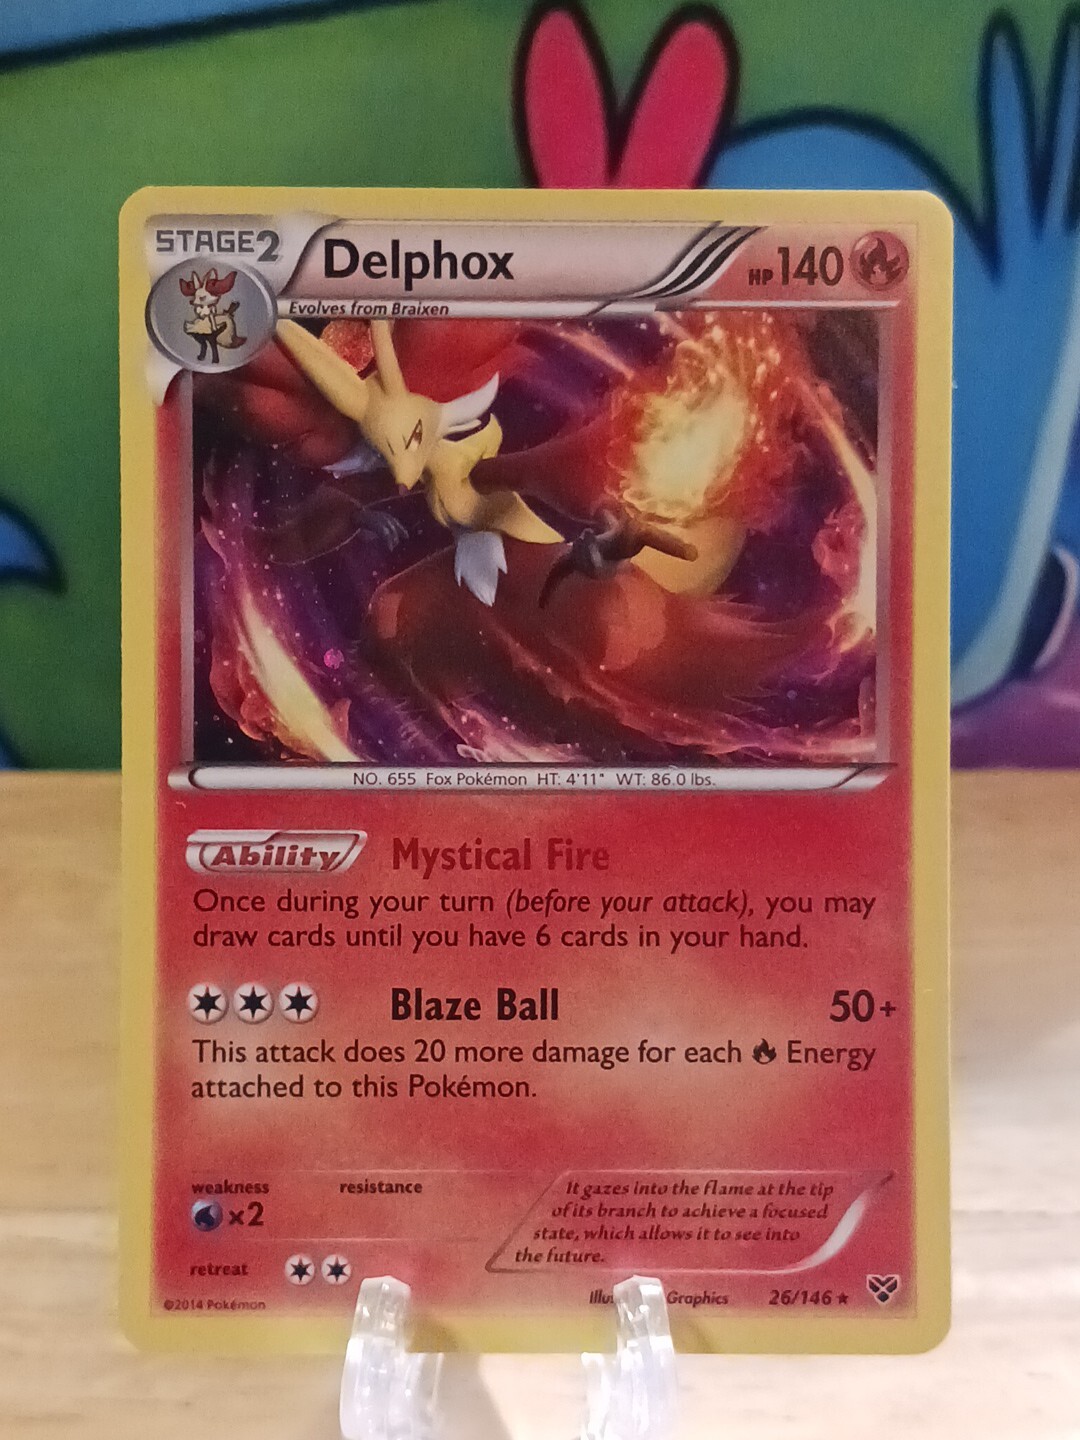 STAGE2
Delphox
HP 140
Evolves from Braixen
NO. 655 Fox Pokémon HT: 4'11" WT: 86.0 lbs.
Ability Mystical Fire
Once during your turn (before your attack), you may
draw cards until you have 6 cards in your hand.
Blaze Ball 50+
This attack does 20 more damage for each Energy
attached to this Pokémon.
weakness resistance
x2
retreat
It gazes into the flame at the tip
of its branch to achieve a focused
state, which allows it to see into
the future.
©2014 Pokémon
Graphics 26/146 ★